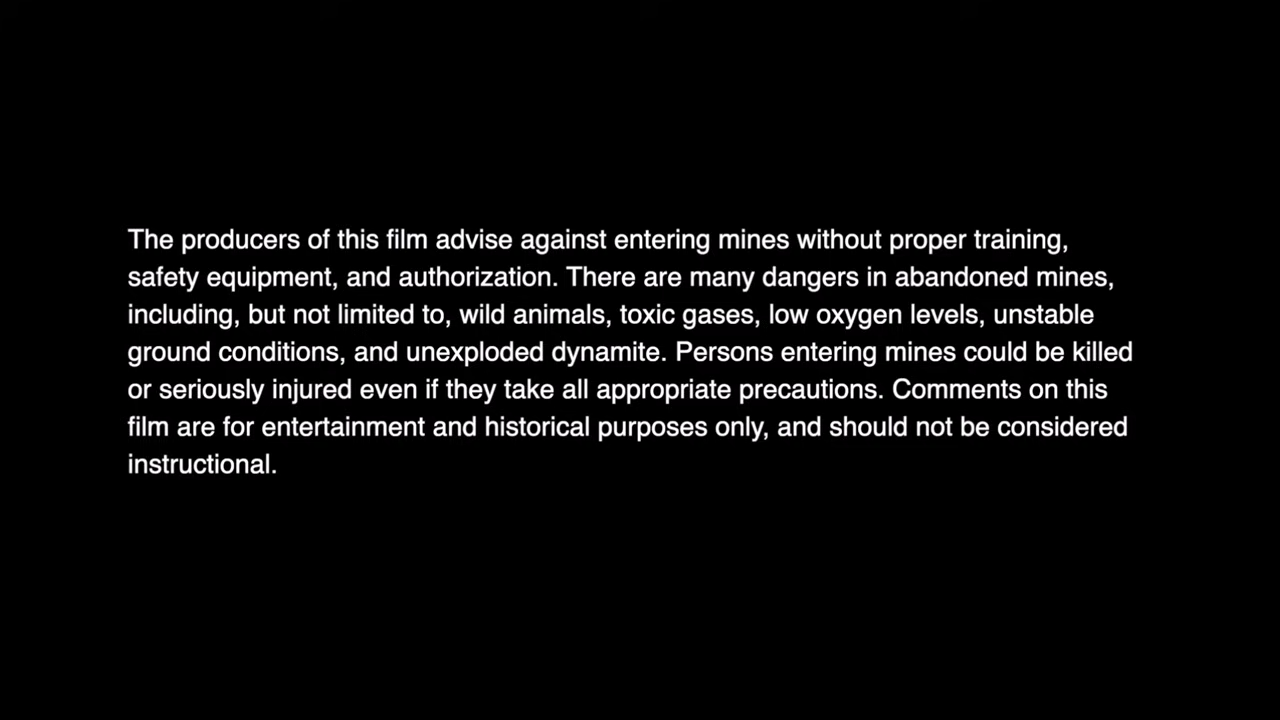 The producers of this film advise against entering mines without proper training,
safety equipment, and authorization. There are many dangers in abandoned mines,
including, but not limited to, wild animals, toxic gases, low oxygen levels, unstable
ground conditions, and unexploded dynamite. Persons entering mines could be killed
or seriously injured even if they take all appropriate precautions. Comments on this
film are for entertainment and historical purposes only, and should not be considered
instructional.